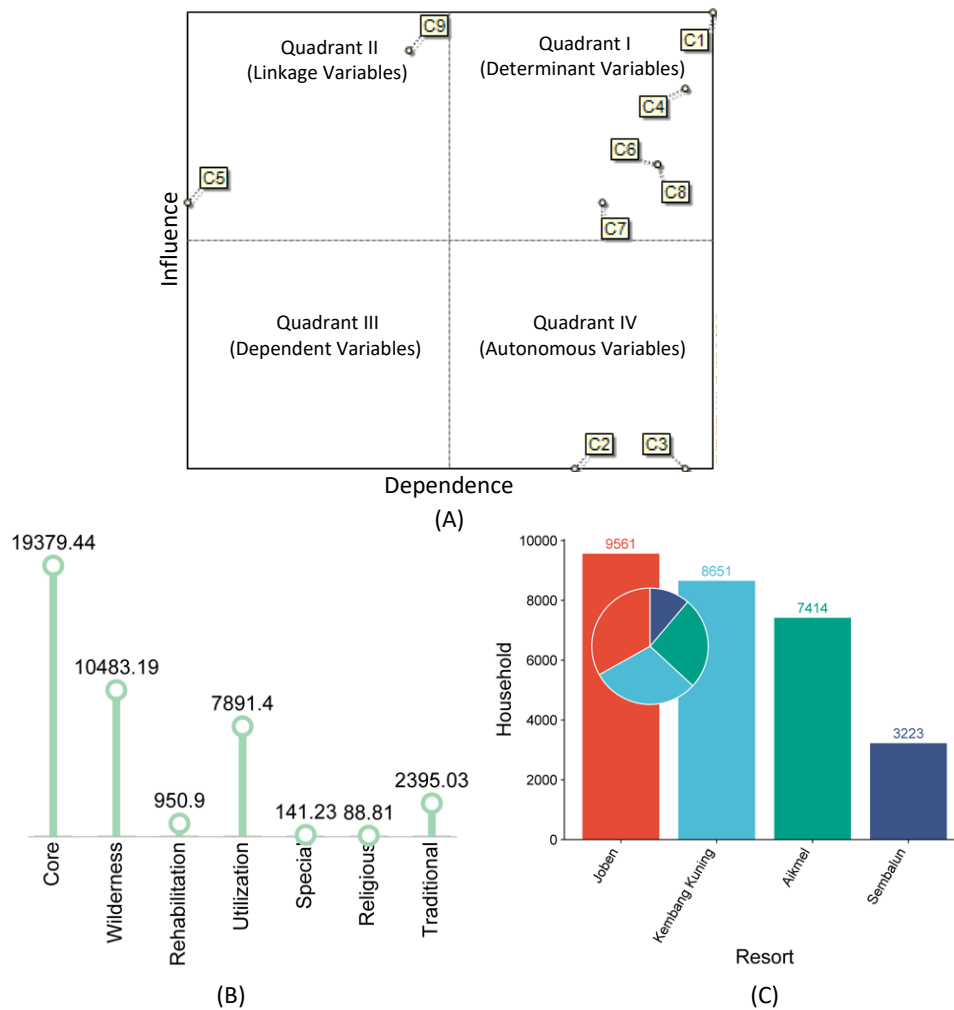 Quadrant II
(Linkage Variables)
C9
Quadrant I
(Determinant Variables)
C1
C4
C6
C8
C5
C7
Influence
Quadrant III
(Dependent Variables)
Quadrant IV
(Autonomous Variables)
C2
C3
Dependence
(A)
19379.44
10483.19
950.9
7891.4
141.23
88.81
2395.03
Core
Wilderness
Rehabilitation
Utilization
Special
Religious
Traditional
(B)
10000
8000
6000
4000
2000
0
Household
9561
8651
7414
3223
Joben
Kembang Kuning
Aikmel
Sembalun
Resort
(C)